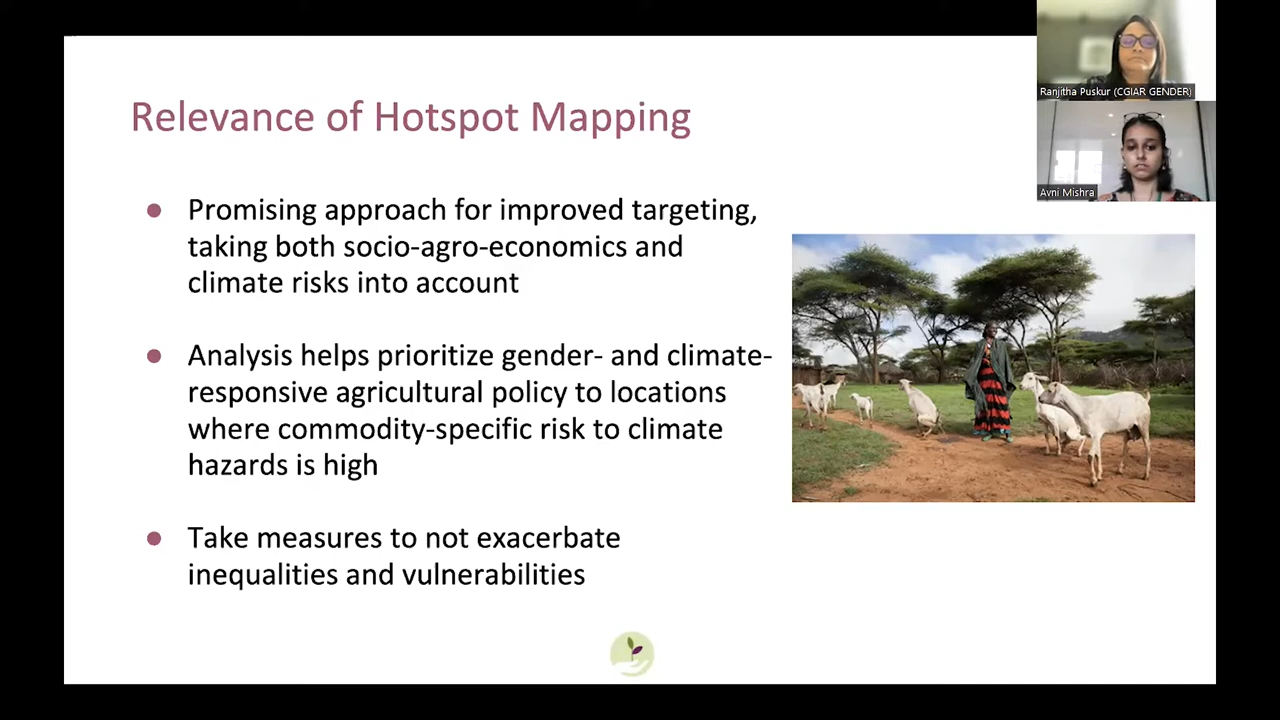 Relevance of Hotspot Mapping
● Promising approach for improved targeting,
taking both socio-agro-economics and
climate risks into account
● Analysis helps prioritize gender- and climate-
responsive agricultural policy to locations
where commodity-specific risk to climate
hazards is high
● Take measures to not exacerbate
inequalities and vulnerabilities
Ranjitha Puskur (CGIAR GENDER)
Avni Mishra